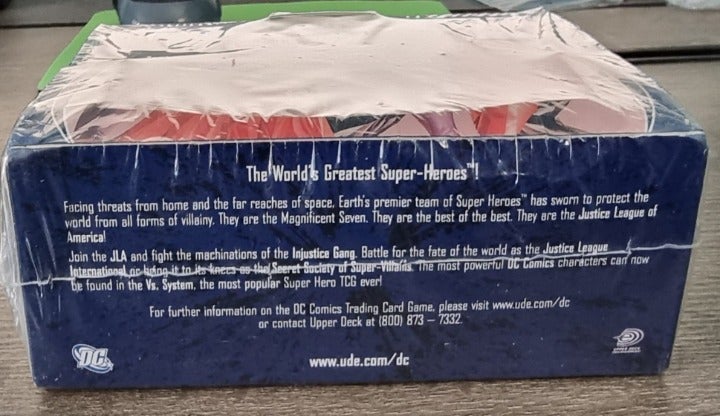 The World's Greatest Super-Heroes™!
Facing threats from home and the far reaches of space, Earth's premier team of Super Heroes™ has sworn to protect the
world from all forms of villainy. They are the Magnificent Seven. They are the best of the best. They are the Justice League of
America!
Join the JLA and fight the machinations of the Injustice Gang. Battle for the fate of the world as the Justice League
International or bring it to its knees as the Secret Society of Super-Villains. The most powerful DC Comics characters can now
be found in the Vs. System, the most popular Super Hero TCG ever!
For further information on the DC Comics Trading Card Game, please visit www.ude.com/dc
or contact Upper Deck at (800) 873 – 7332.
DC
UPPER DECK
ENTERTAINMENT
www.ude.com/dc